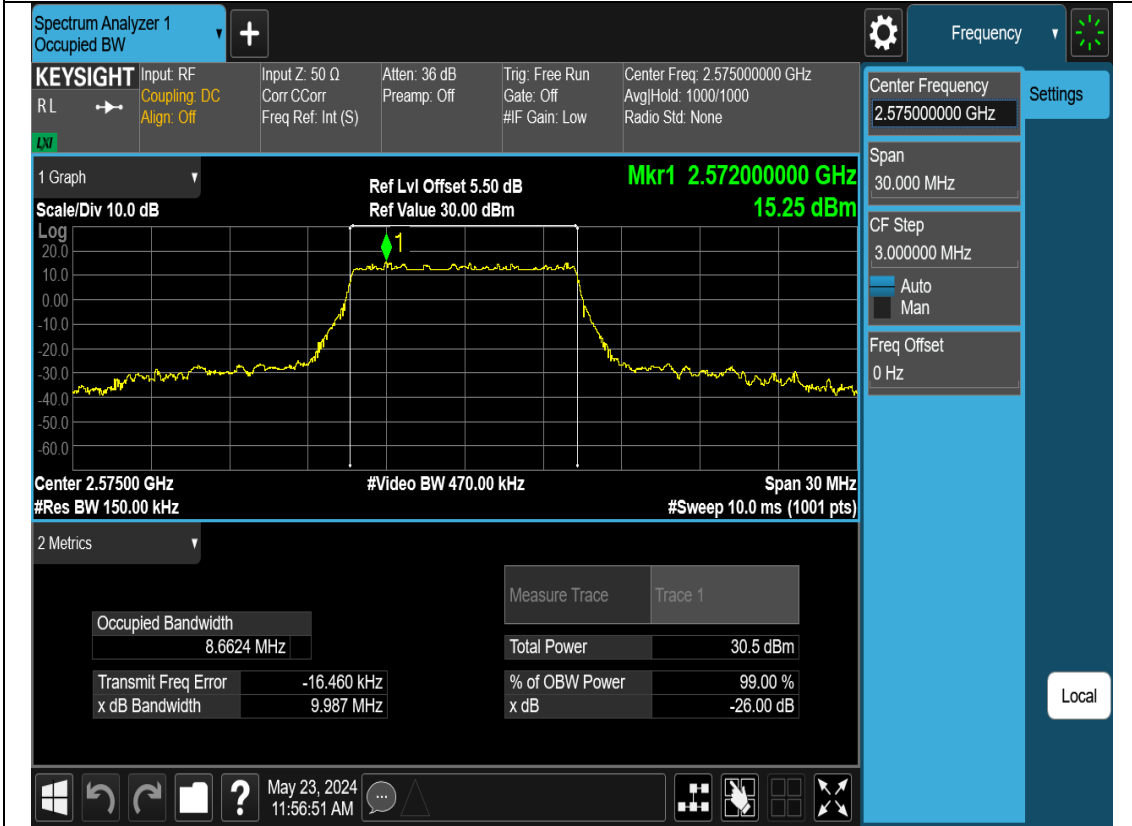 Spectrum Analyzer 1
Occupied BW
+
Frequency
KEYSIGHT
R L
LXI
Input: RF
Coupling: DC
Align: Off
Input Z: 50 Ω
Corr CCorr
Freq Ref: Int (S)
Atten: 36 dB
Preamp: Off
Trig: Free Run
Gate: Off
#IF Gain: Low
Center Freq: 2.575000000 GHz
Avg|Hold: 1000/1000
Radio Std: None
Center Frequency
2.575000000 GHz
Settings
Span
30.000 MHz
CF Step
3.000000 MHz
Auto
Man
Freq Offset
0 Hz
Local
1 Graph
Scale/Div 10.0 dB
Ref Lvl Offset 5.50 dB
Ref Value 30.00 dBm
Mkr1 2.572000000 GHz
15.25 dBm
Log
1
20.0
10.0
0.00
-10.0
-20.0
-30.0
-40.0
-50.0
-60.0
Center 2.57500 GHz
#Video BW 470.00 kHz
Span 30 MHz
#Res BW 150.00 kHz
#Sweep 10.0 ms (1001 pts)
2 Metrics
Measure Trace Trace 1
Occupied Bandwidth
8.6624 MHz
Total Power 30.5 dBm
Transmit Freq Error -16.460 kHz
% of OBW Power 99.00 %
x dB Bandwidth 9.987 MHz
x dB -26.00 dB
?
May 23, 2024
11:56:51 AM